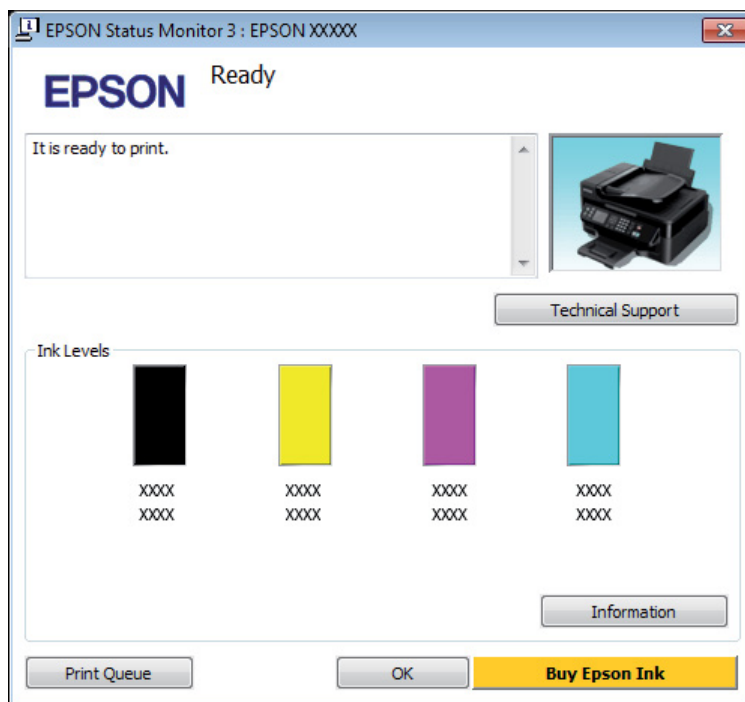 EPSON Status Monitor 3 : EPSON XXXXX
EPSON
Ready
It is ready to print.
Technical Support
Ink Levels
XXXX XXXX XXXX XXXX
XXXX XXXX XXXX XXXX
Information
Print Queue
OK
Buy Epson Ink